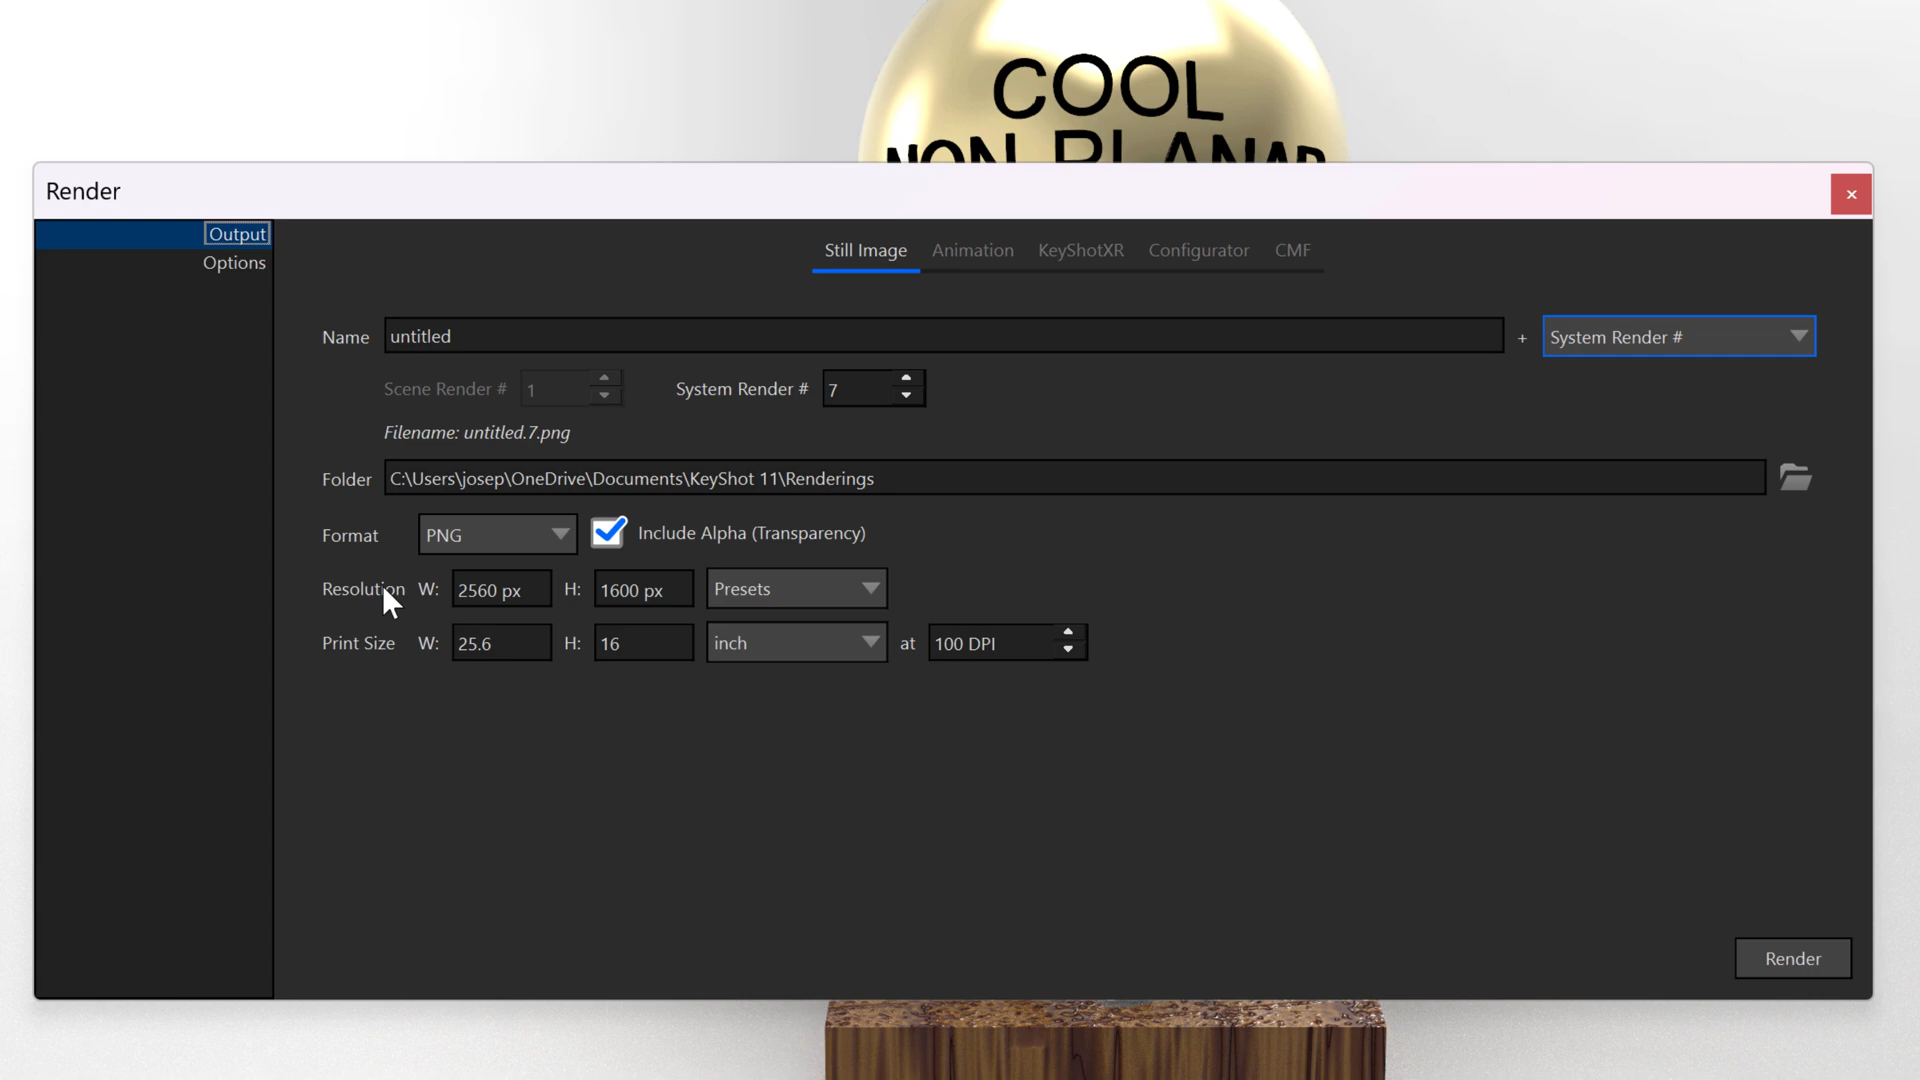 COOL
NON PLANAR
Render
×
Output
Options
Still Image Animation KeyShotXR Configurator CMF
Name untitled + System Render #
Scene Render # 1 System Render # 7
Filename: untitled.7.png
Folder C:\Users\josep\OneDrive\Documents\KeyShot 11\Renderings
Format PNG Include Alpha (Transparency)
Resolution W: 2560 px H: 1600 px Presets
Print Size W: 25.6 H: 16 inch at 100 DPI
Render